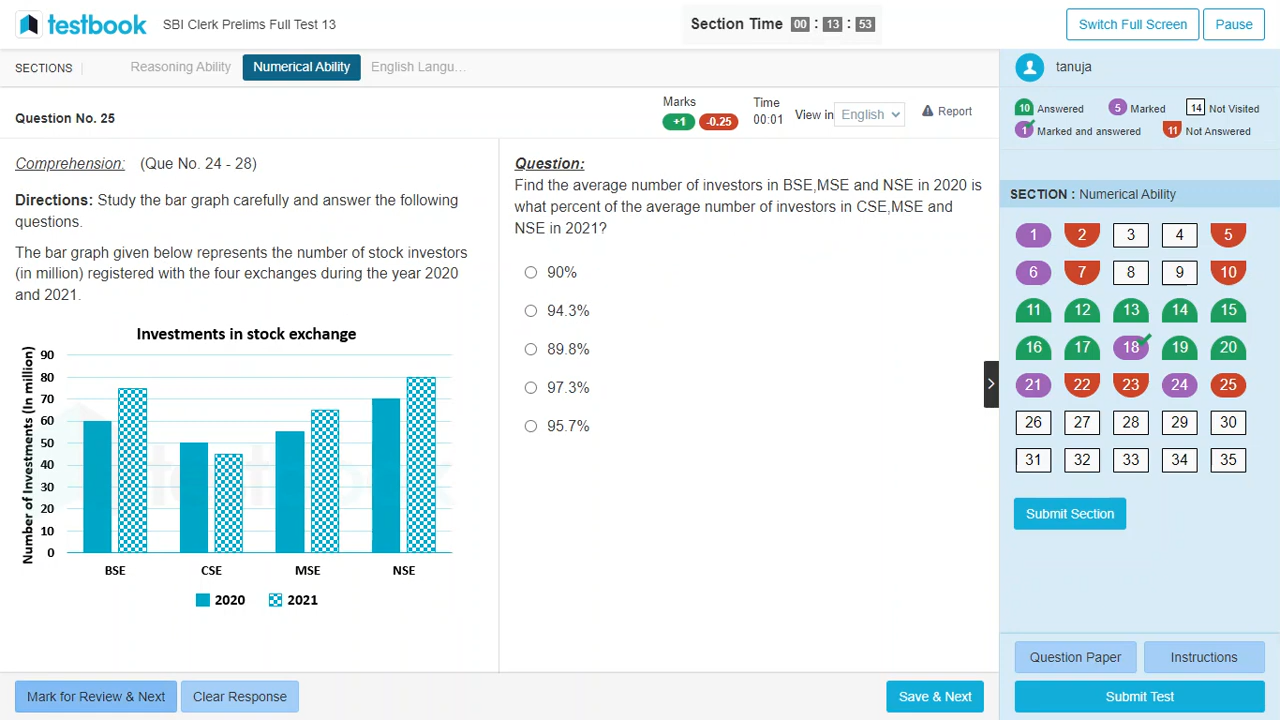 testbook
SBI Clerk Prelims Full Test 13
Section Time 00 : 13 : 53
Switch Full Screen
Pause
SECTIONS
Reasoning Ability
Numerical Ability
English Langu...
tanuja
10 Answered
5 Marked
14 Not Visited
1 Marked and answered
11 Not Answered
Question No. 25
Marks
+1 -0.25
Time
00:01
View in English
Report
Comprehension: (Que No. 24 - 28)
Directions: Study the bar graph carefully and answer the following
questions.
The bar graph given below represents the number of stock investors
(in million) registered with the four exchanges during the year 2020
and 2021.
Investments in stock exchange
Number of Investments (In million)
90
80
70
60
50
40
30
20
10
0
BSE CSE MSE NSE
2020 2021
Question:
Find the average number of investors in BSE,MSE and NSE in 2020 is
what percent of the average number of investors in CSE,MSE and
NSE in 2021?
90%
94.3%
89.8%
97.3%
95.7%
SECTION : Numerical Ability
1 2 3 4 5
6 7 8 9 10
11 12 13 14 15
16 17 18 19 20
21 22 23 24 25
26 27 28 29 30
31 32 33 34 35
Submit Section
Question Paper
Instructions
Mark for Review & Next
Clear Response
Save & Next
Submit Test